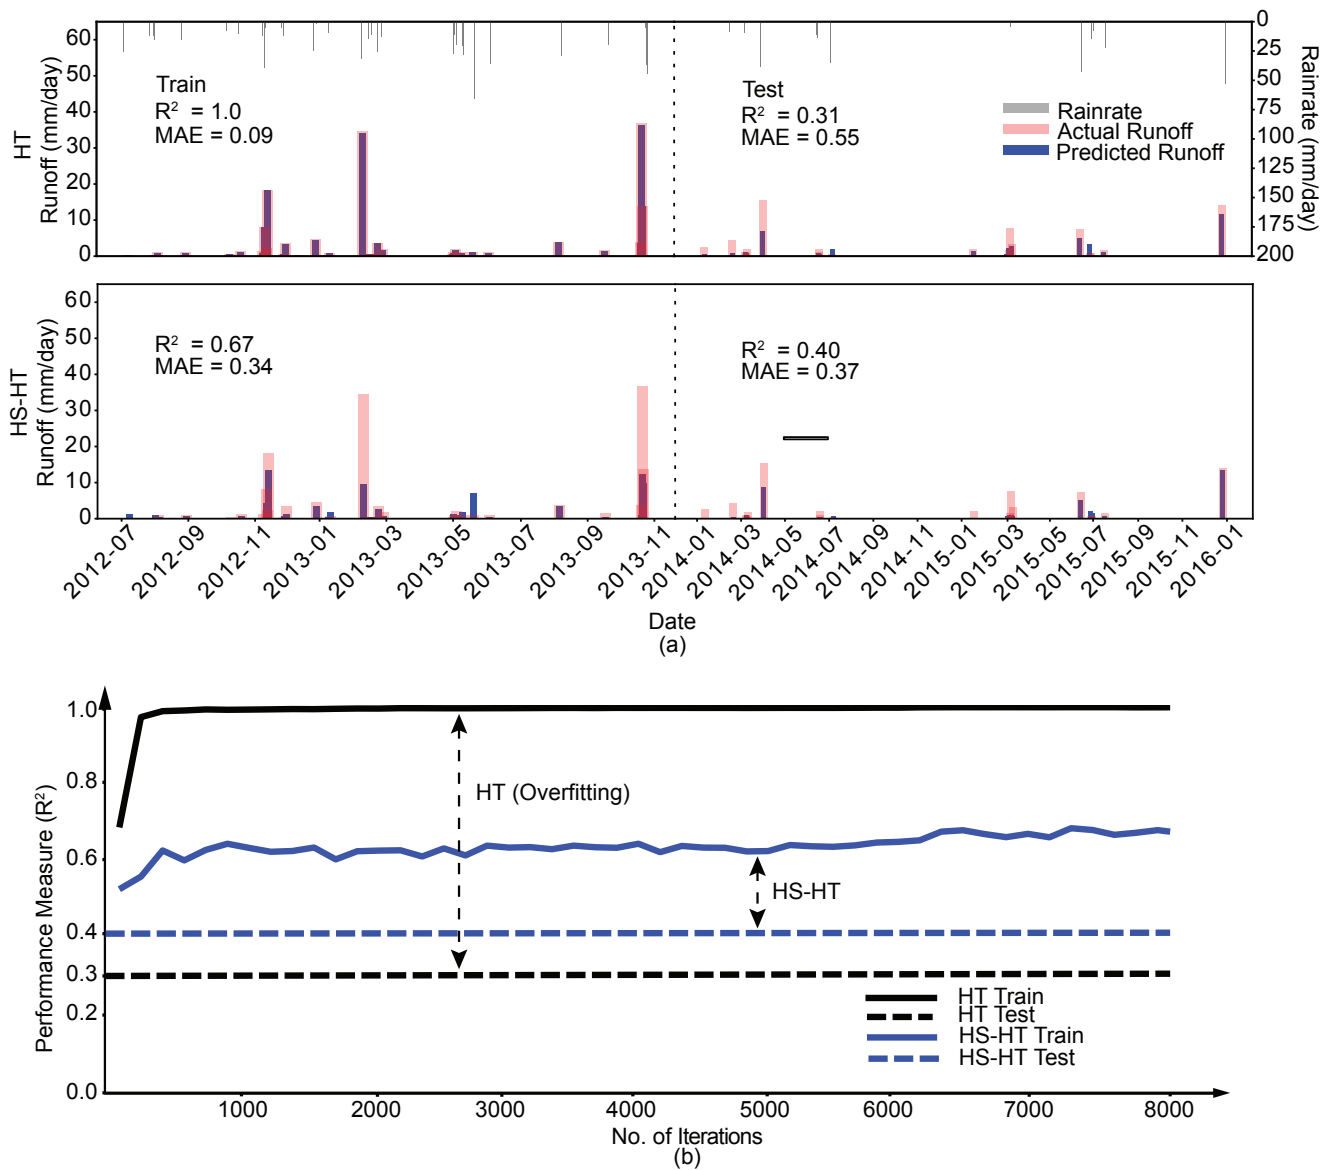 HT
Runoff (mm/day)
60
50
40
30
20
10
0
Train
R² = 1.0
MAE = 0.09
Test
R² = 0.31
MAE = 0.55
Rainrate
Actual Runoff
Predicted Runoff
0
25
50
75
100
125
150
175
200
Rainrate (mm/day)
HS-HT
Runoff (mm/day)
60
50
40
30
20
10
0
R² = 0.67
MAE = 0.34
R² = 0.40
MAE = 0.37
2012-07
2012-09
2012-11
2013-01
2013-03
2013-05
2013-07
2013-09
2013-11
2014-01
2014-03
2014-05
2014-07
2014-09
2014-11
2015-01
2015-03
2015-05
2015-07
2015-09
2015-11
2016-01
Date
(a)
Performance Measure (R²)
1.0
0.8
0.6
0.4
0.3
0.2
0.0
HT (Overfitting)
HS-HT
HT Train
HT Test
HS-HT Train
HS-HT Test
1000
2000
3000
4000
5000
6000
7000
8000
No. of Iterations
(b)